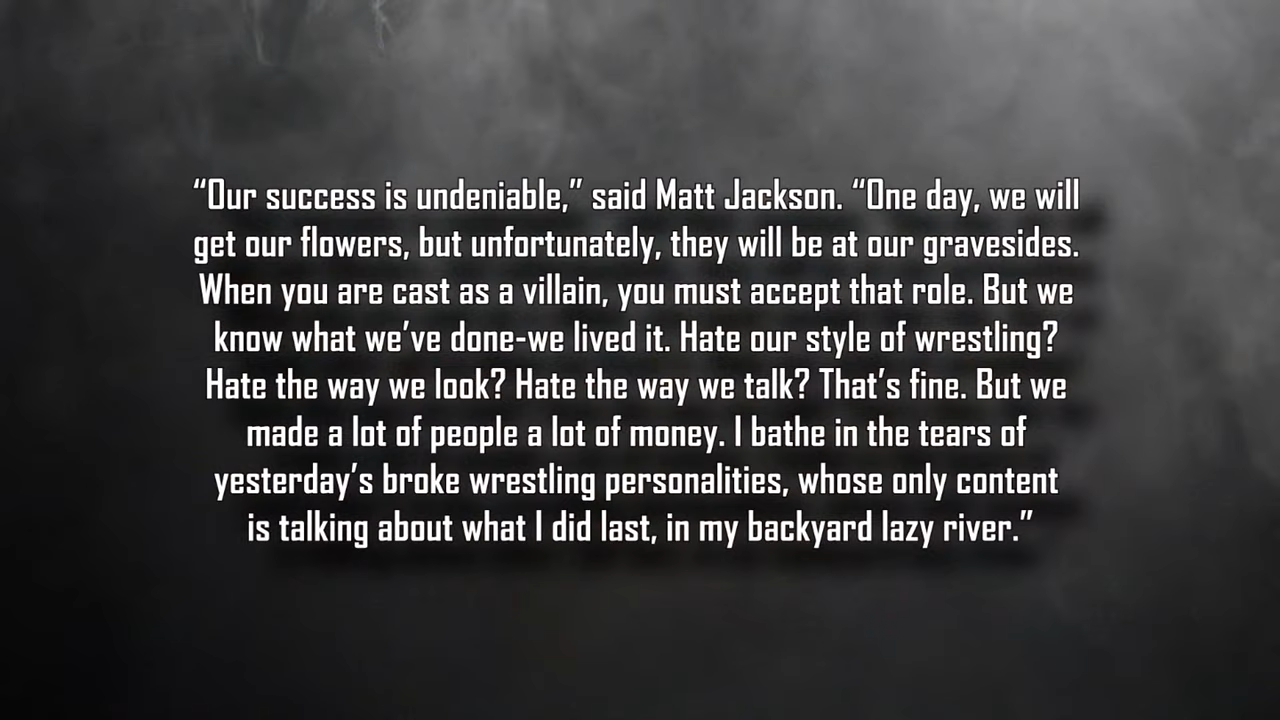 “Our success is undeniable,” said Matt Jackson. “One day, we will
get our flowers, but unfortunately, they will be at our gravesides.
When you are cast as a villain, you must accept that role. But we
know what we’ve done-we lived it. Hate our style of wrestling?
Hate the way we look? Hate the way we talk? That’s fine. But we
made a lot of people a lot of money. I bathe in the tears of
yesterday’s broke wrestling personalities, whose only content
is talking about what I did last, in my backyard lazy river.”